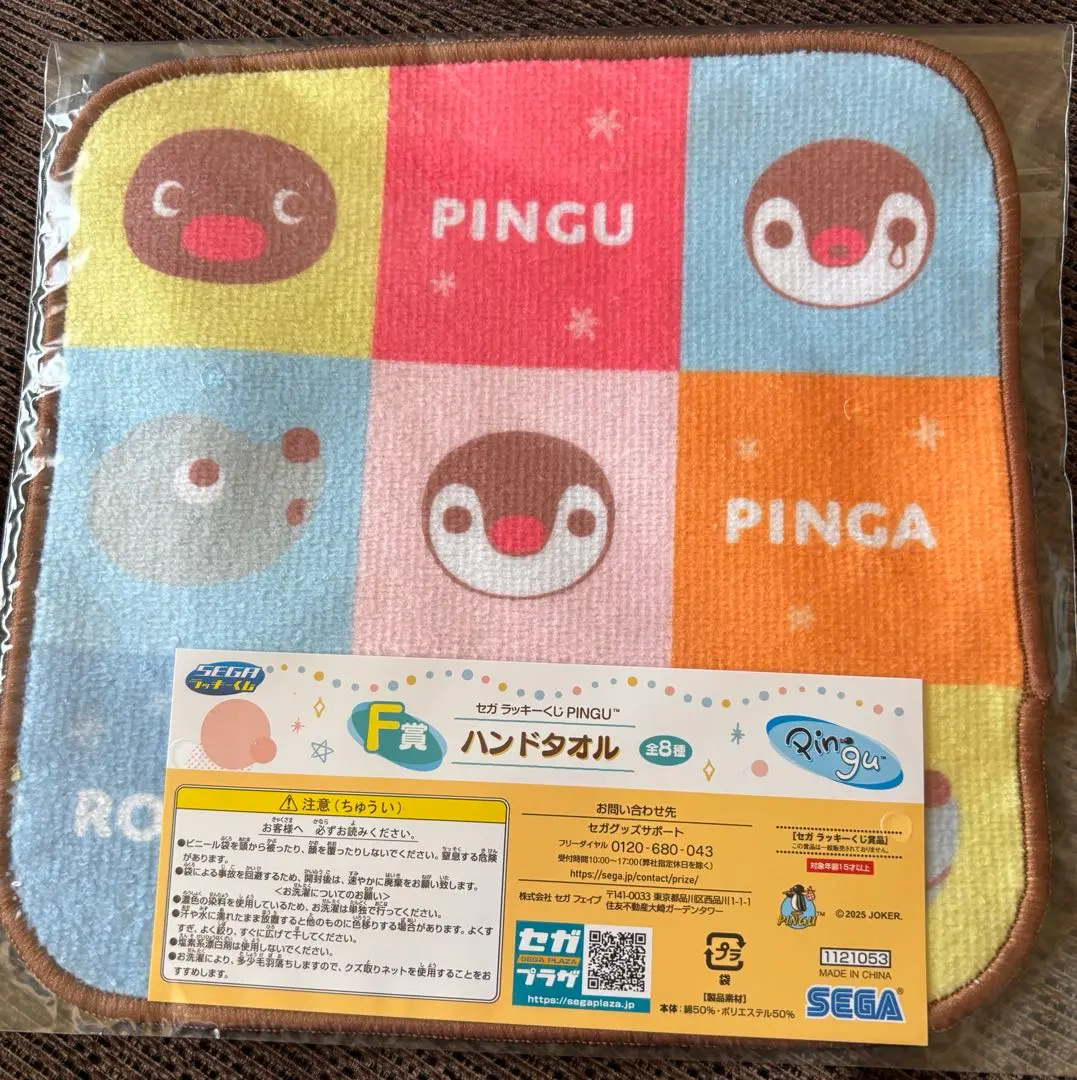 PINGU
PINGA
RO
SEGA
ラッキーくじ
F賞
セガ ラッキーくじ PINGU™
ハンドタオル
全8種
Pingu™
⚠ 注意(ちゅうい)
お客様へ 必ずお読みください。
●ビニール袋を頭から被ったり、顔を覆ったりしないでください。窒息する危険
があります。
●袋による事故を回避するため、開封後は、速やかに廃棄をお願い致します。
<お洗濯についてのお願い>
●濃色の染料を使用しているため、お洗濯は単独で行ってください。
●汗や水に濡れたまま放置すると他のものに色移りする場合があります。よくす
すぎ、よく絞り、すぐに広げて干してください。
●塩素系漂白剤は使用しないでください。
●お洗濯により、多少毛羽落ちしますので、クズ取りネットを使用することをお
すすめします。
お問い合わせ先
セガグッズサポート
フリーダイヤル 0120-680-043
受付時間10:00~17:00(弊社指定休日を除く)
https://sega.jp/contact/prize/
株式会社 セガ フェイブ 〒141-0033 東京都品川区西品川1-1-1
住友不動産大崎ガーデンタワー
セガ
SEGA PLAZA
プラザ
https://segaplaza.jp
プラ
袋
【製品素材】
本体:綿50%・ポリエステル50%
【セガ ラッキーくじ賞品】
この賞品は一般販売されておりません。
対象年齢15才以上
PINGU™
©2025 JOKER.
1121053
MADE IN CHINA
SEGA®